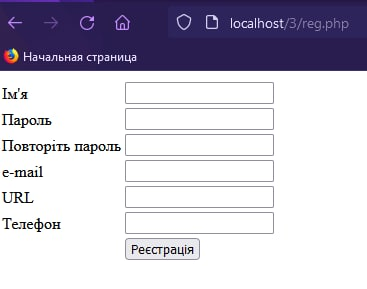 localhost/3/reg.php
Начальная страница
Ім'я
Пароль
Повторіть пароль
e-mail
URL
Телефон
Реєстрація